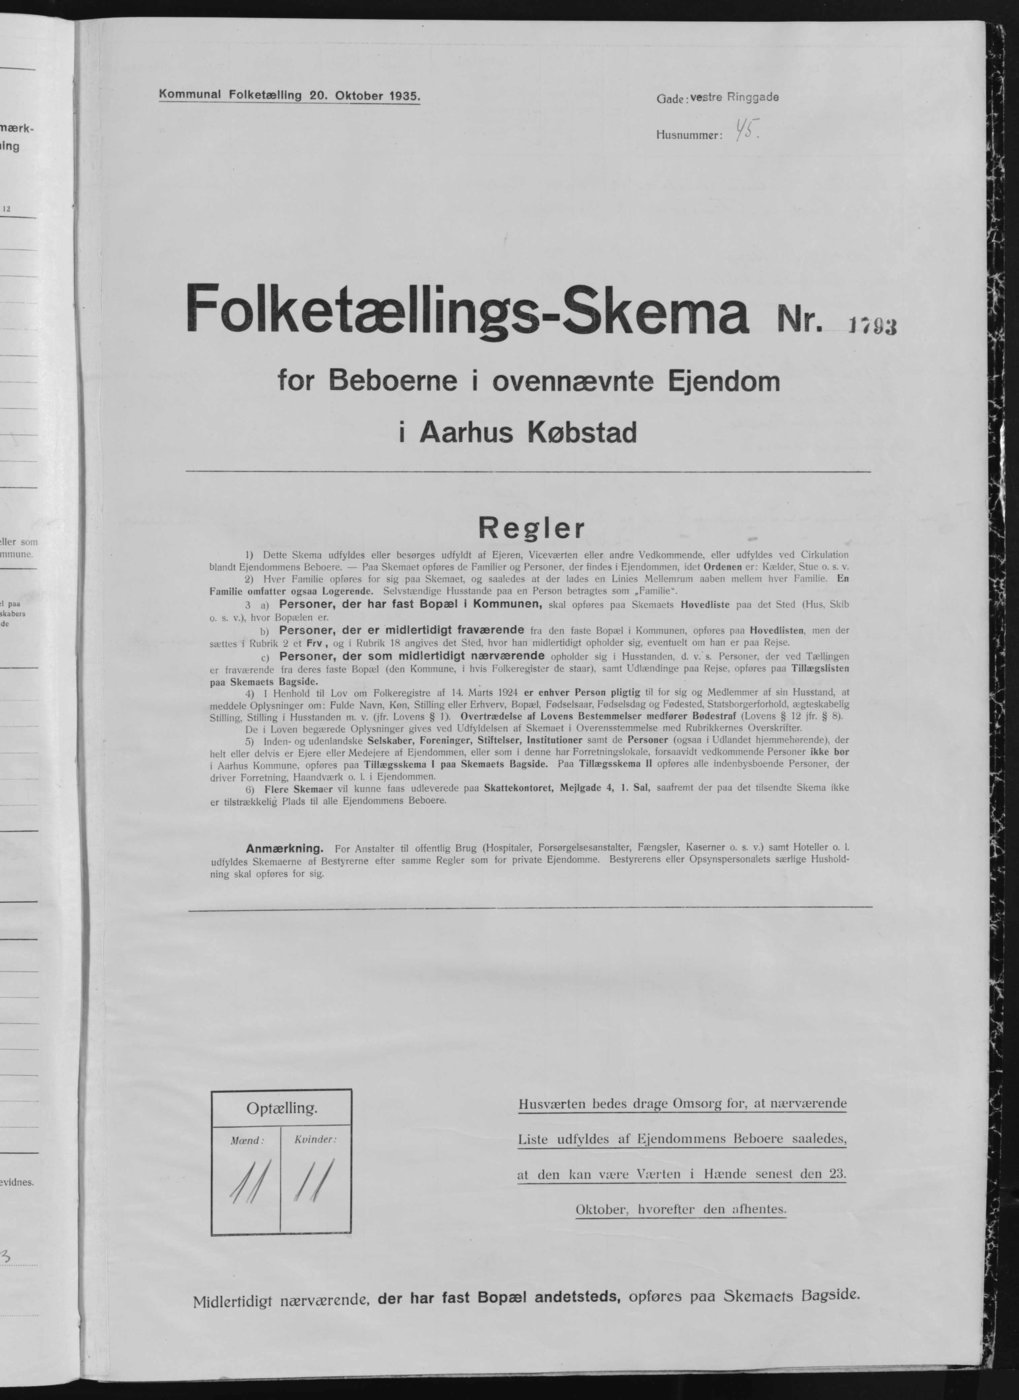 Kommunal Folketælling 20. Oktober 1935.
Gade: vestre Ringgade
Husnummer: 45.
Folketællings-Skema Nr. 1793
for Beboerne i ovennævnte Ejendom
i Aarhus Købstad
Regler
1) Dette Skema udfyldes eller besørges udfyldt af Ejeren, Viceværten eller andre Vedkommende, eller udfyldes ved Cirkulation
blandt Ejendommens Beboere. — Paa Skemaet opføres de Familier og Personer, der findes i Ejendommen, idet Ordenen er: Kælder, Stue o. s. v.
2) Hver Familie opføres for sig paa Skemaet, og saaledes at der lades en Linies Mellemrum aaben mellem hver Familie. En
Familie omfatter ogsaa Logerende. Selvstændige Husstande paa en Person betragtes som „Familie“.
3 a) Personer, der har fast Bopæl i Kommunen, skal opføres paa Skemaets Hovedliste paa det Sted (Hus, Skib
o. s. v.), hvor Bopælen er.
b) Personer, der er midlertidigt fraværende fra den faste Bopæl i Kommunen, opføres paa Hovedlisten, men der
sættes i Rubrik 2 et Frv., og i Rubrik 18 angives det Sted, hvor han midlertidigt opholder sig, eventuelt om han er paa Rejse.
c) Personer, der som midlertidigt nærværende opholder sig i Husstanden, d. v. s. Personer, der ved Tællingen
er fraværende fra deres faste Bopæl (den Kommune, i hvis Folkeregister de staar), samt Udlændinge paa Rejse, opføres paa Tillægslisten
paa Skemaets Bagside.
4) I Henhold til Lov om Folkeregistre af 14. Marts 1924 er enhver Person pligtig til for sig og Medlemmer af sin Husstand, at
meddele Oplysninger om: Fulde Navn, Køn, Stilling eller Erhverv, Bopæl, Fødselsaar, Fødselsdag og Fødested, Statsborgerforhold, ægteskabelig
Stilling, Stilling i Husstanden m. v. (jfr. Lovens § 1). Overtrædelse af Lovens Bestemmelser medfører Bødestraf (Lovens § 12 jfr. § 8).
De i Loven begærede Oplysninger gives ved Udfyldelsen af Skemaet i Overensstemmelse med Rubrikkernes Overskrifter.
5) Inden- og udenlandske Selskaber, Foreninger, Stiftelser, Institutioner samt de Personer (ogsaa i Udlandet hjemmehørende), der
helt eller delvis er Ejere eller Medejere af Ejendommen, eller som i denne har Forretningslokale, forsaavidt vedkommende Personer ikke bor
i Aarhus Kommune, opføres paa Tillægsskema I paa Skemaets Bagside. Paa Tillægsskema II opføres alle indenbysboende Personer, der
driver Forretning, Haandværk o. l. i Ejendommen.
6) Flere Skemaer vil kunne faas udleverede paa Skattekontoret, Mejlgade 4, 1. Sal, saafremt der paa det tilsendte Skema ikke
er tilstrækkelig Plads til alle Ejendommens Beboere.
Anmærkning. For Anstalter til offentlig Brug (Hospitaler, Forsørgelsesanstalter, Fængsler, Kaserner o. s. v.) samt Hoteller o. l.
udfyldes Skemaerne af Bestyrerne efter samme Regler som for private Ejendomme. Bestyrerens eller Opsynspersonalets særlige Hushold-
ning skal opføres for sig.
Optælling.
Mænd: Kvinder:
11 11
Husværten bedes drage Omsorg for, at nærværende
Liste udfyldes af Ejendommens Beboere saaledes,
at den kan være Værten i Hænde senest den 23.
Oktober, hvorefter den afhentes.
Midlertidigt nærværende, der har fast Bopæl andetsteds, opføres paa Skemaets Bagside.